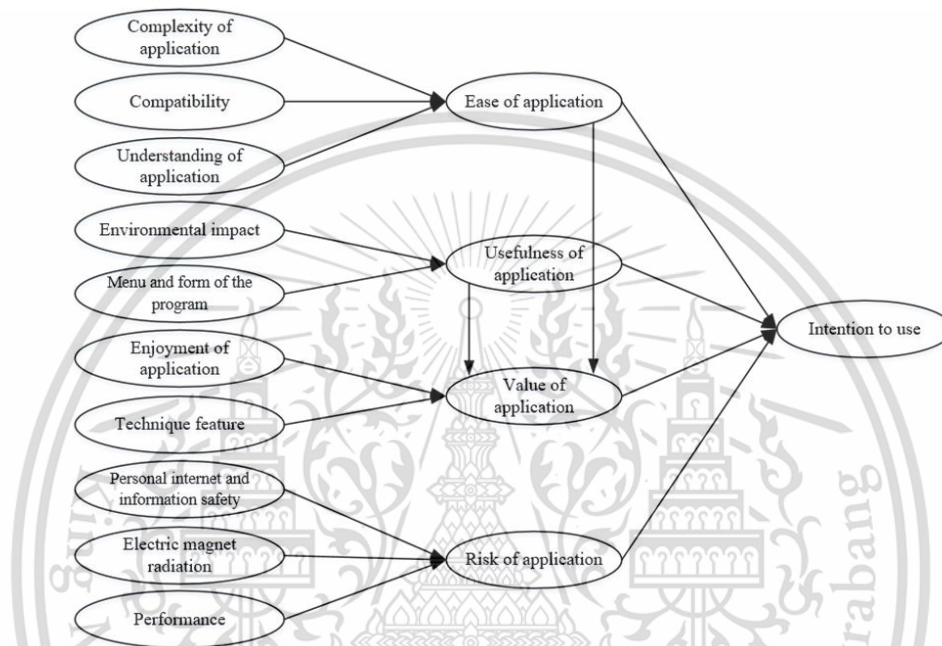 Complexity of
application
Compatibility
Understanding of
application
Environmental impact
Menu and form of the
program
Enjoyment of
application
Technique feature
Personal internet and
information safety
Electric magnet
radiation
Performance
Ease of application
Usefulness of
application
Value of
application
Risk of application
Intention to use
rabang